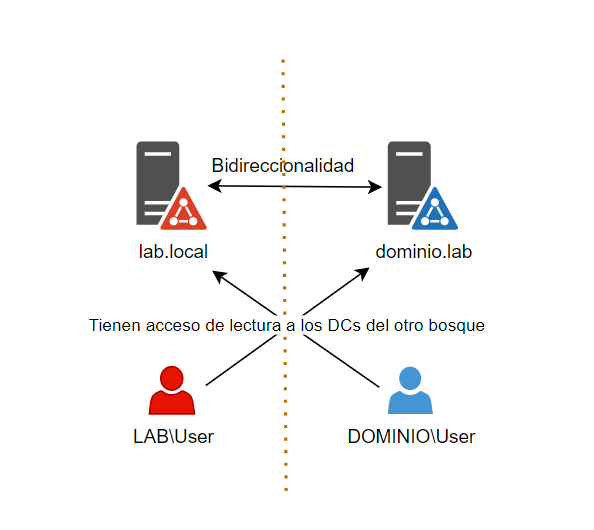 Bidireccionalidad
lab.local
dominio.lab
Tienen acceso de lectura a los DCs del otro bosque
LAB\User
DOMINIO\User